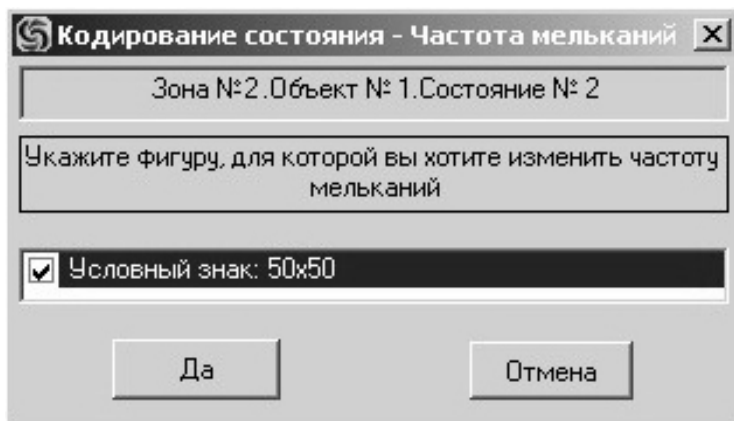 Кодирование состояния - Частота мельканий
Зона №2.Объект № 1.Состояние № 2
Укажите фигуру, для которой вы хотите изменить частоту
мельканий
Условный знак: 50x50
Да
Отмена